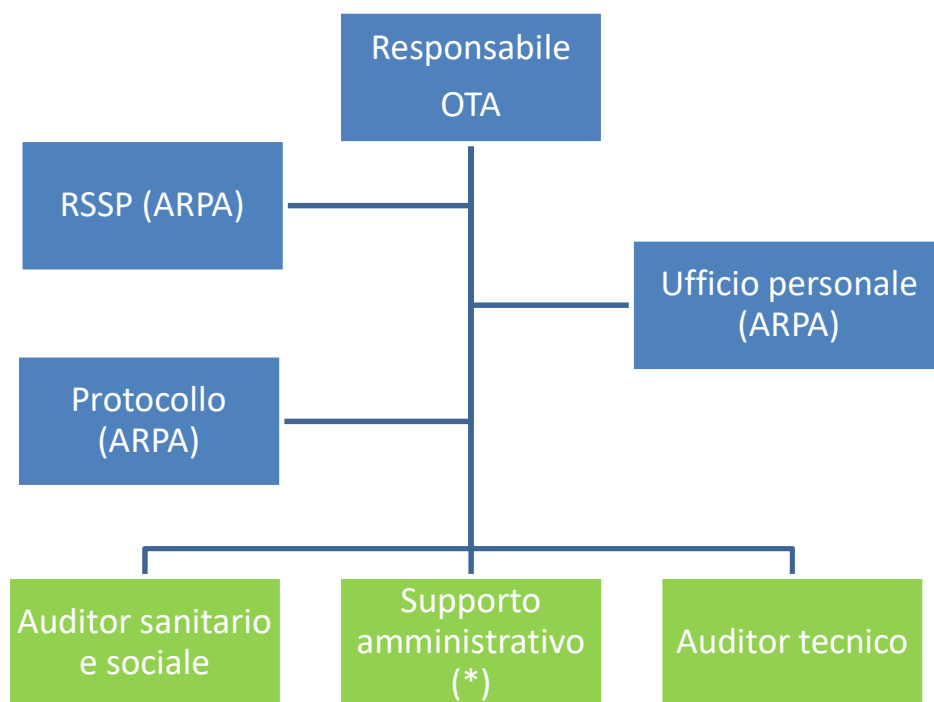 Responsabile
OTA
RSSP (ARPA)
Ufficio personale
(ARPA)
Protocollo
(ARPA)
Auditor sanitario
e sociale
Supporto
amministrativo
(*)
Auditor tecnico